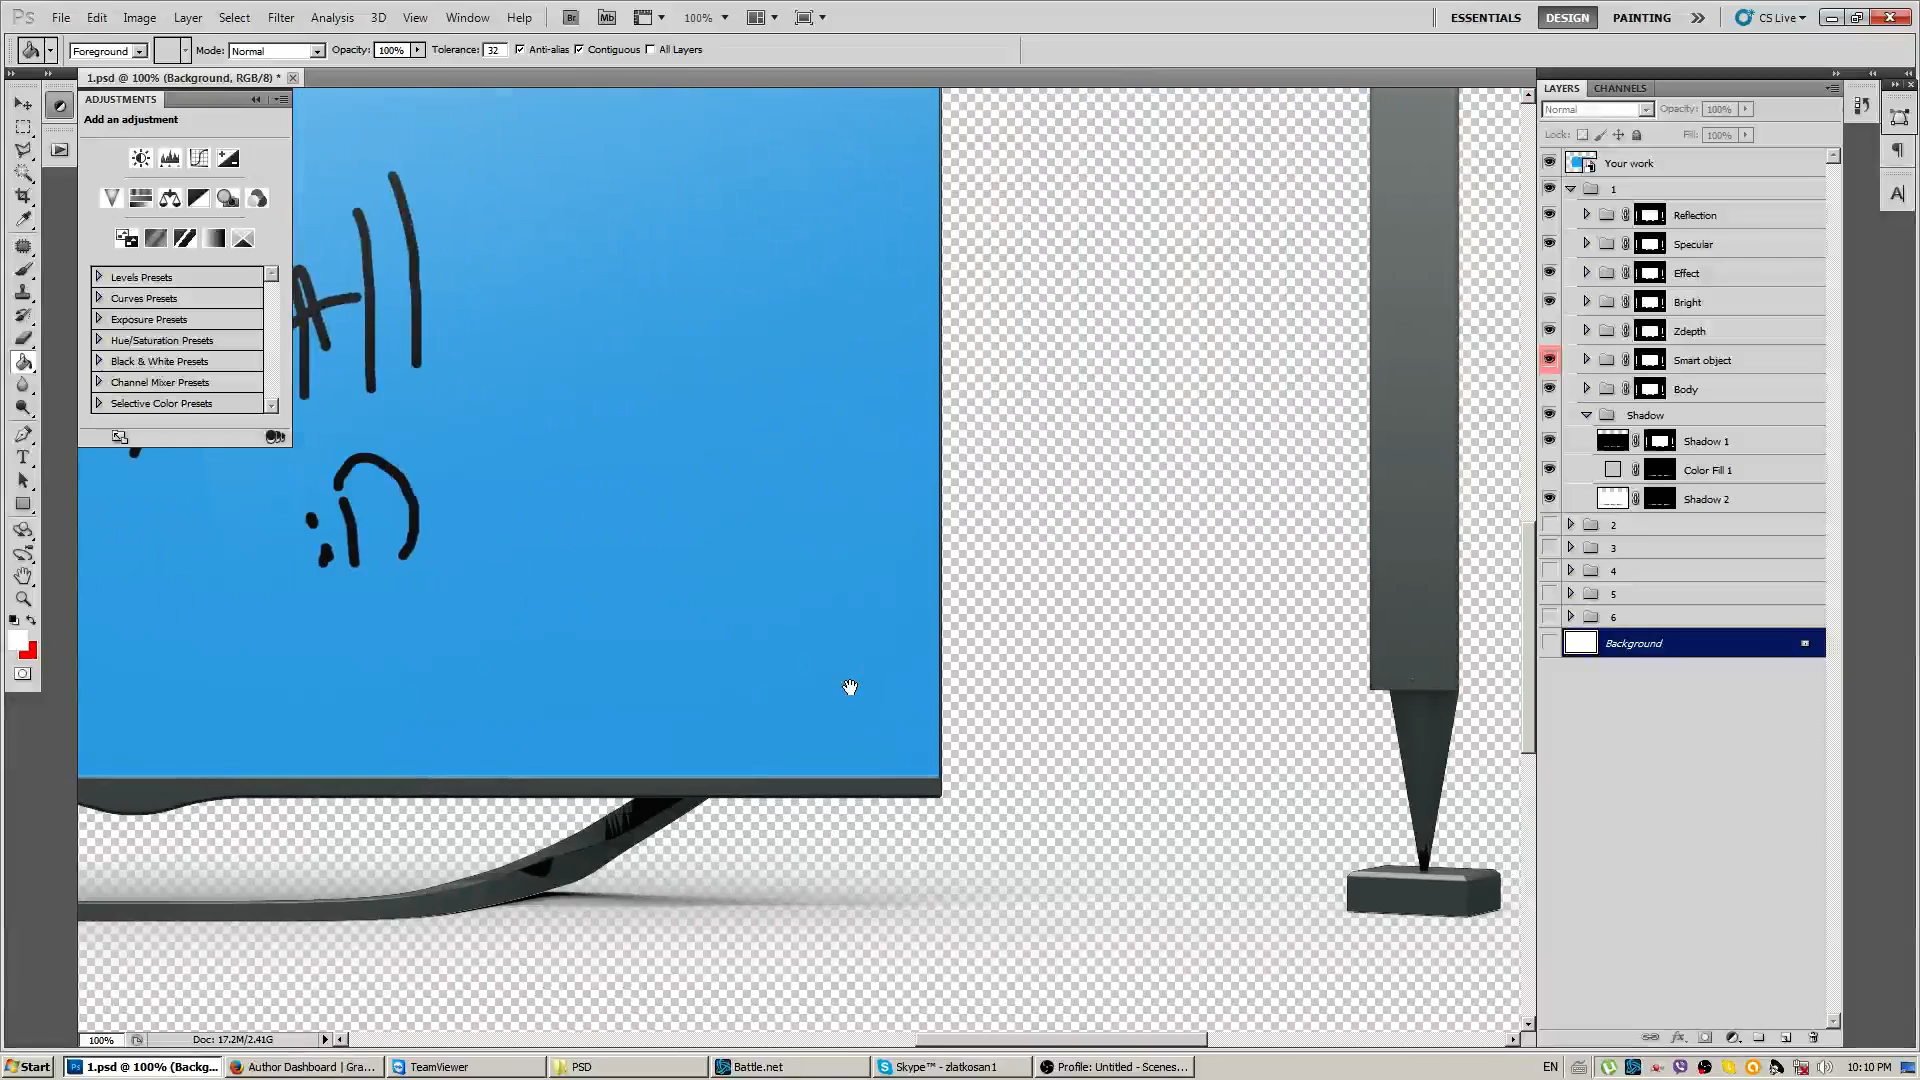 Ps File Edit Image Layer Select Filter Analysis 3D View Window Help Br Mb 100% ESSENTIALS DESIGN PAINTING CS Live
Foreground Mode: Normal Opacity: 100% Tolerance: 32 Anti-alias Contiguous All Layers
1.psd @ 100% (Background, RGB/8) *
ADJUSTMENTS
Add an adjustment
Levels Presets
Curves Presets
Exposure Presets
Hue/Saturation Presets
Black & White Presets
Channel Mixer Presets
Selective Color Presets
All
:D
LAYERS CHANNELS
Normal Opacity: 100%
Lock: Fill: 100%
Your work
1
Reflection
Specular
Effect
Bright
Zdepth
Smart object
Body
Shadow
Shadow 1
Color Fill 1
Shadow 2
2
3
4
5
6
Background
100% Doc: 17.2M/2.41G
Start 1.psd @ 100% (Backg... Author Dashboard | Gra... TeamViewer PSD Battle.net Skype™ - zlatkosan1 Profile: Untitled - Scenes... EN 10:10 PM